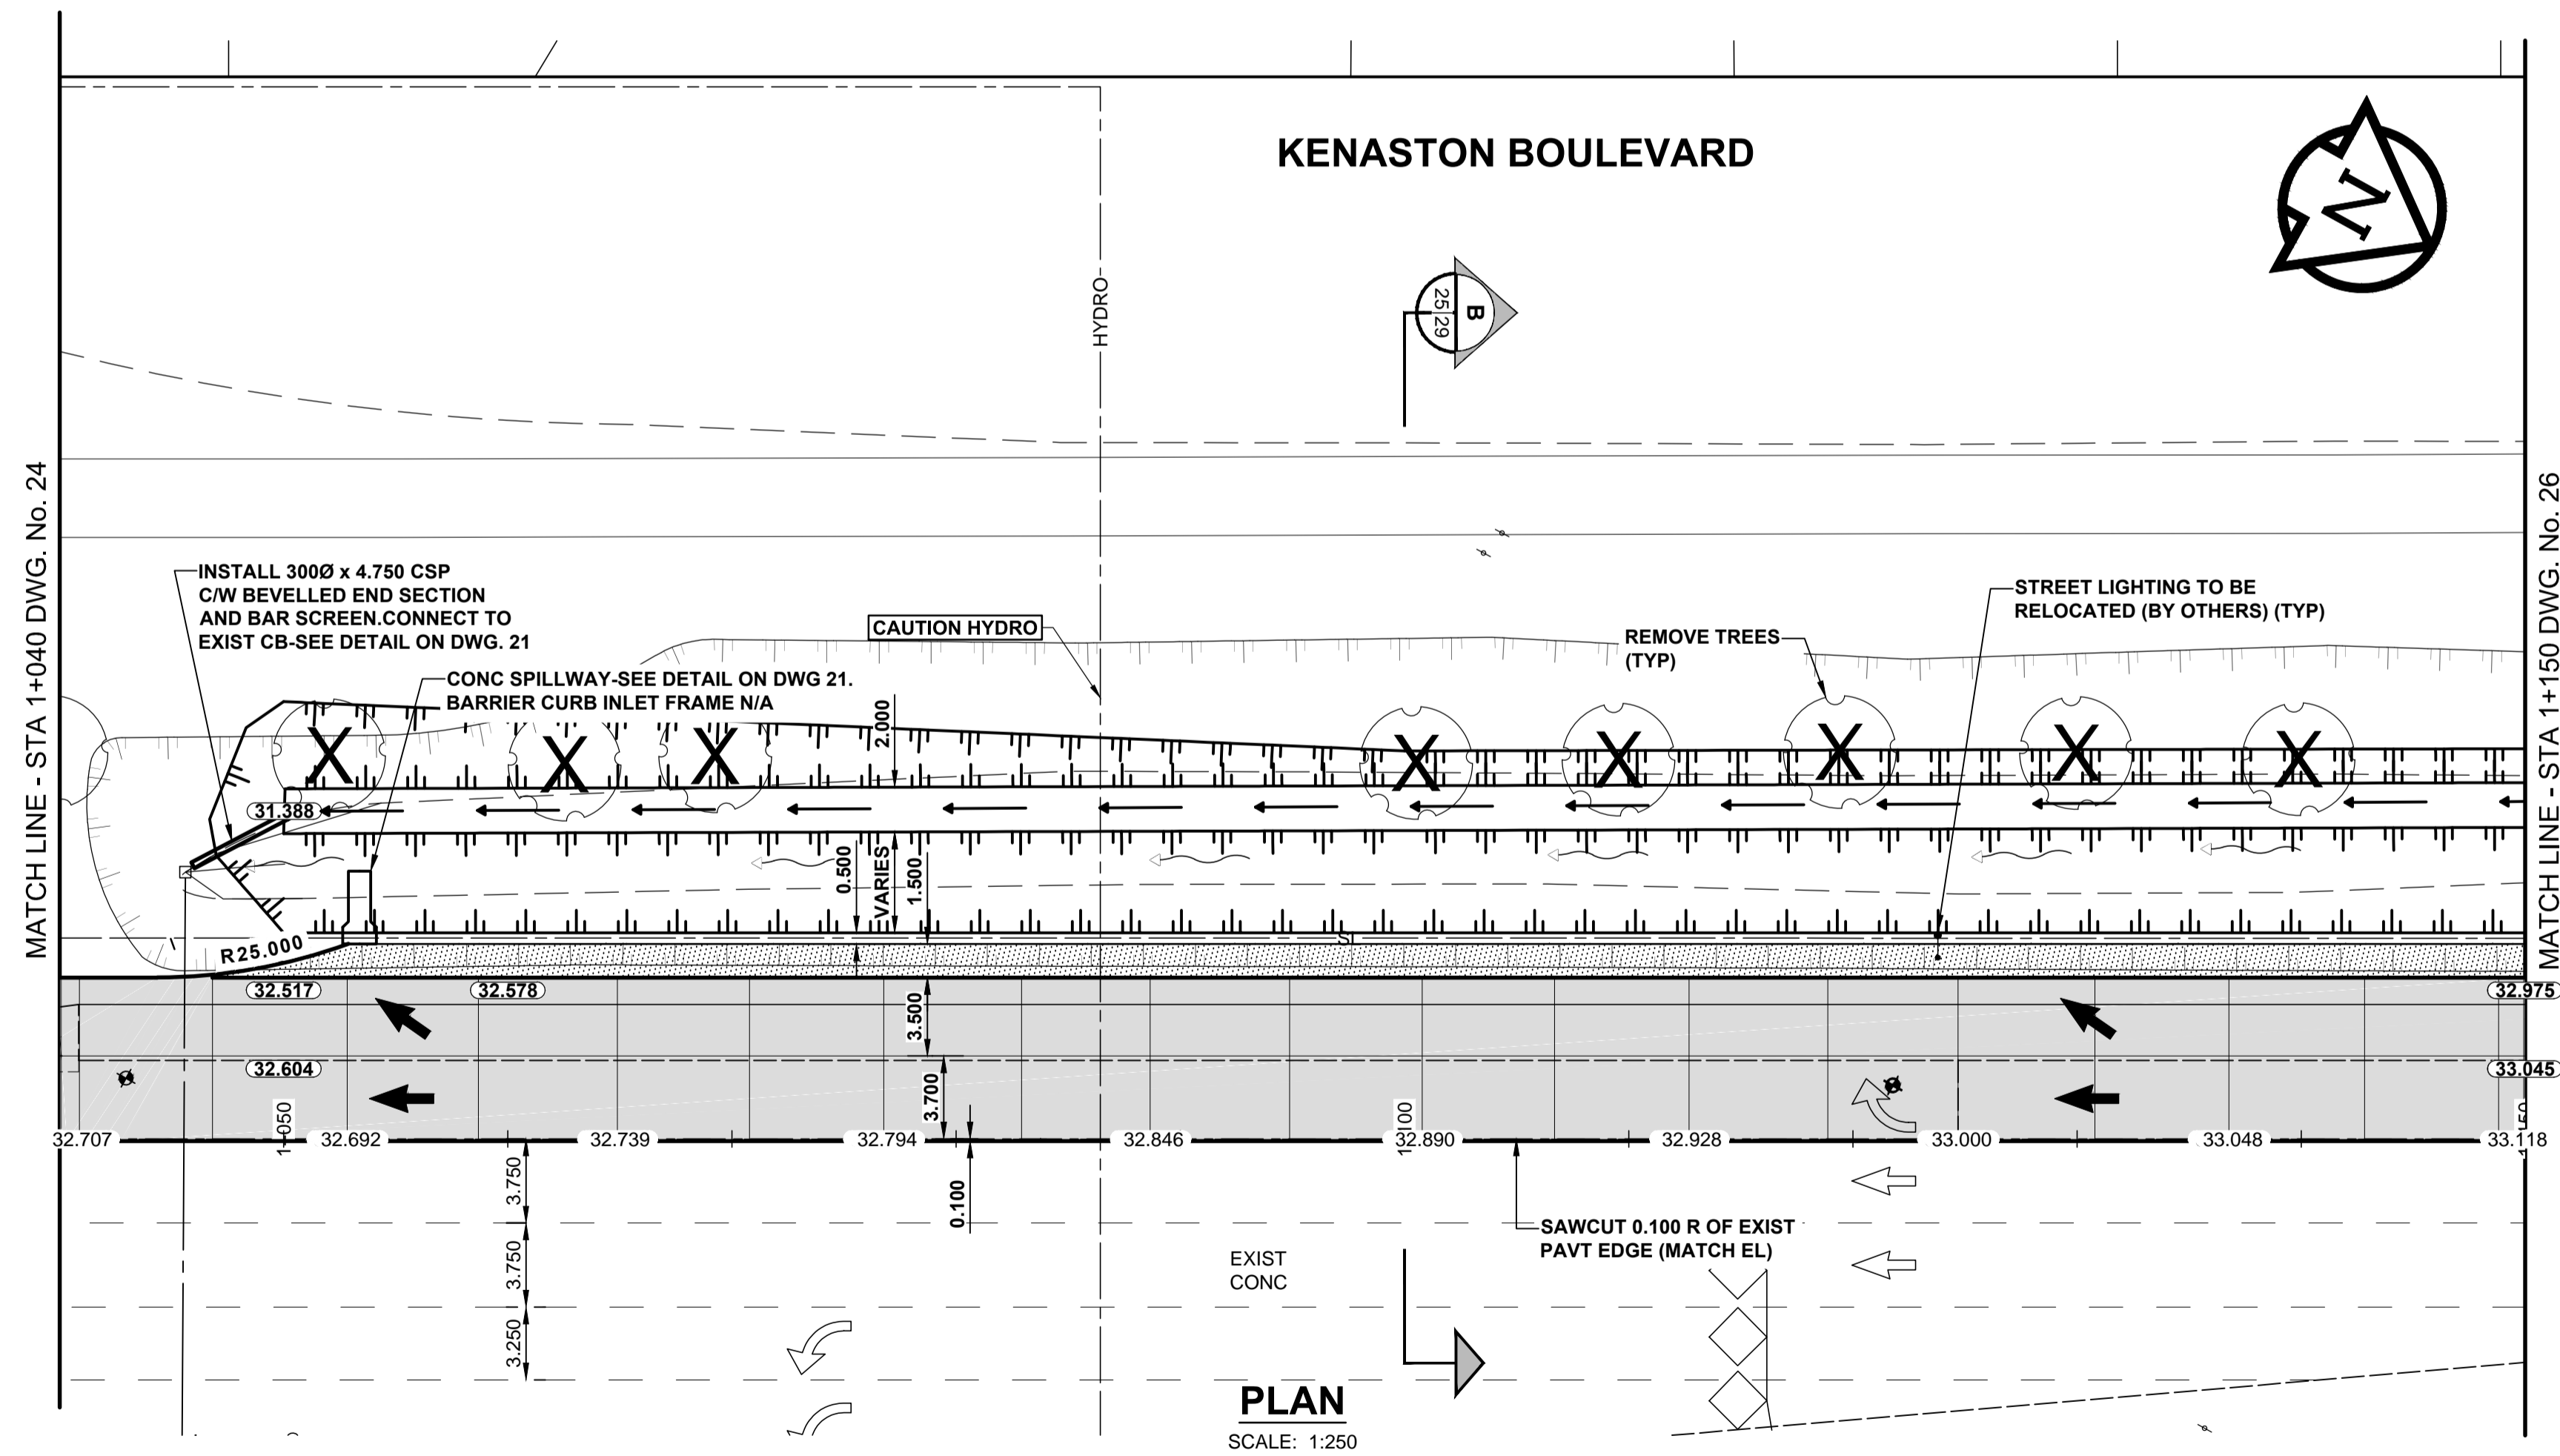 KENASTON BOULEVARD
N
HYDRO
B
25 29
MATCH LINE - STA 1+040 DWG. No. 24
MATCH LINE - STA 1+150 DWG. No. 26
INSTALL 300Ø x 4.750 CSP
C/W BEVELLED END SECTION
AND BAR SCREEN.CONNECT TO
EXIST CB-SEE DETAIL ON DWG. 21
CONC SPILLWAY-SEE DETAIL ON DWG 21.
BARRIER CURB INLET FRAME N/A
CAUTION HYDRO
REMOVE TREES
(TYP)
STREET LIGHTING TO BE
RELOCATED (BY OTHERS) (TYP)
2.000
X X X X X X X X
31.388
0.500
VARIES
1.500
R25.000
SL
32.517
32.578
32.975
3.500
32.604
33.045
3.700
1+050
32.707
32.692
32.739
32.794
32.846
32.890
32.928
33.000
33.048
33.118
3.750
0.100
3.750
3.250
SAWCUT 0.100 R OF EXIST
PAVT EDGE (MATCH EL)
EXIST
CONC
PLAN
SCALE: 1:250